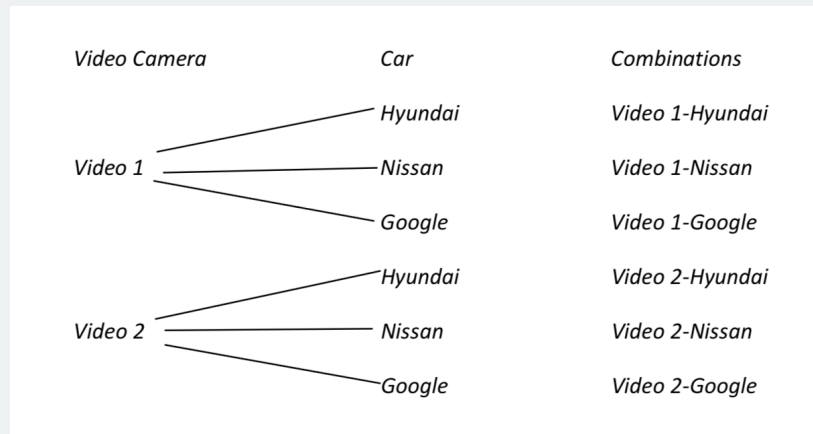 Video Camera Car Combinations
Hyundai Video 1-Hyundai
Video 1 Nissan Video 1-Nissan
Google Video 1-Google
Hyundai Video 2-Hyundai
Video 2 Nissan Video 2-Nissan
Google Video 2-Google